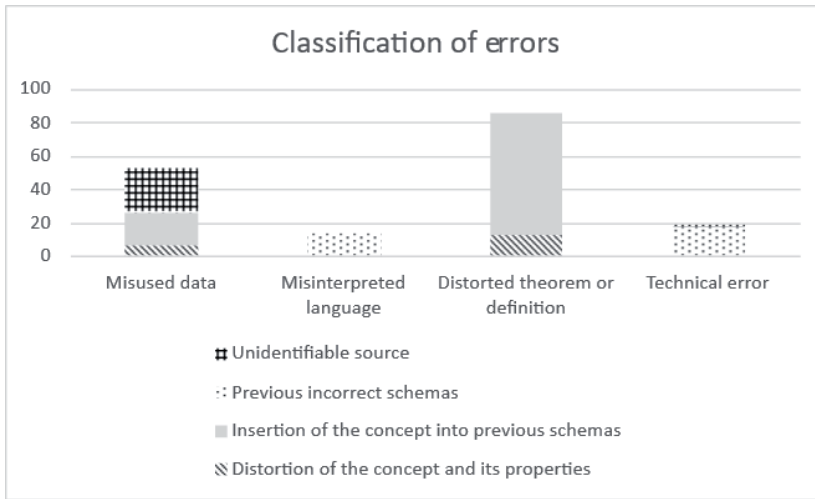 Classification of errors
100
80
60
40
20
0
Misused data
Misinterpreted
language
Distorted theorem or
definition
Technical error
Unidentifiable source
Previous incorrect schemas
Insertion of the concept into previous schemas
Distortion of the concept and its properties